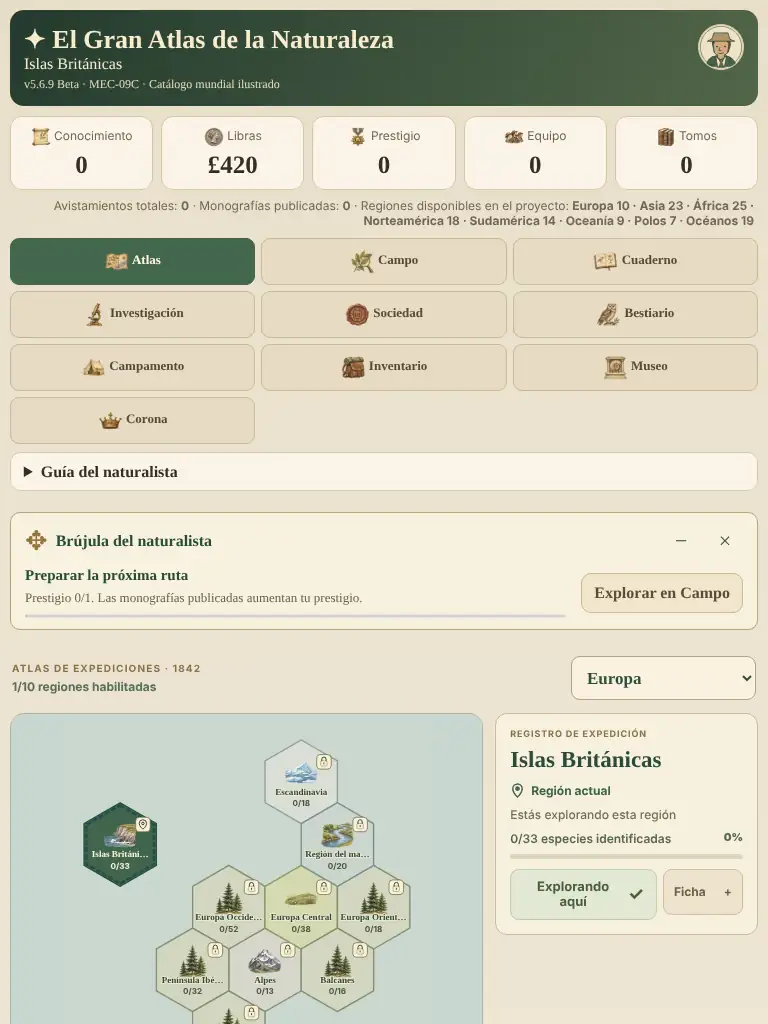 ✦ El Gran Atlas de la Naturaleza
Islas Británicas
v5.6.9 Beta · MEC-09C · Catálogo mundial ilustrado
Conocimiento
0
Libras
£420
Prestigio
0
Equipo
0
Tomos
0
Avistamientos totales: 0 · Monografías publicadas: 0 · Regiones disponibles en el proyecto: Europa 10 · Asia 23 · África 25 ·
Norteamérica 18 · Sudamérica 14 · Oceanía 9 · Polos 7 · Océanos 19
Atlas
Campo
Cuaderno
Investigación
Sociedad
Bestiario
Campamento
Inventario
Museo
Corona
▶ Guía del naturalista
Brújula del naturalista
Preparar la próxima ruta
Prestigio 0/1. Las monografías publicadas aumentan tu prestigio.
Explorar en Campo
ATLAS DE EXPEDICIONES · 1842
1/10 regiones habilitadas
Europa
Escandinavia
0/18
Islas Británi...
0/33
Región del ma...
0/20
Europa Occide...
0/52
Europa Central
0/38
Europa Orient...
0/18
Península Ibé...
0/32
Alpes
0/13
Balcanes
0/16
REGISTRO DE EXPEDICIÓN
Islas Británicas
Región actual
Estás explorando esta región
0/33 especies identificadas
0%
Explorando
aquí
Ficha +